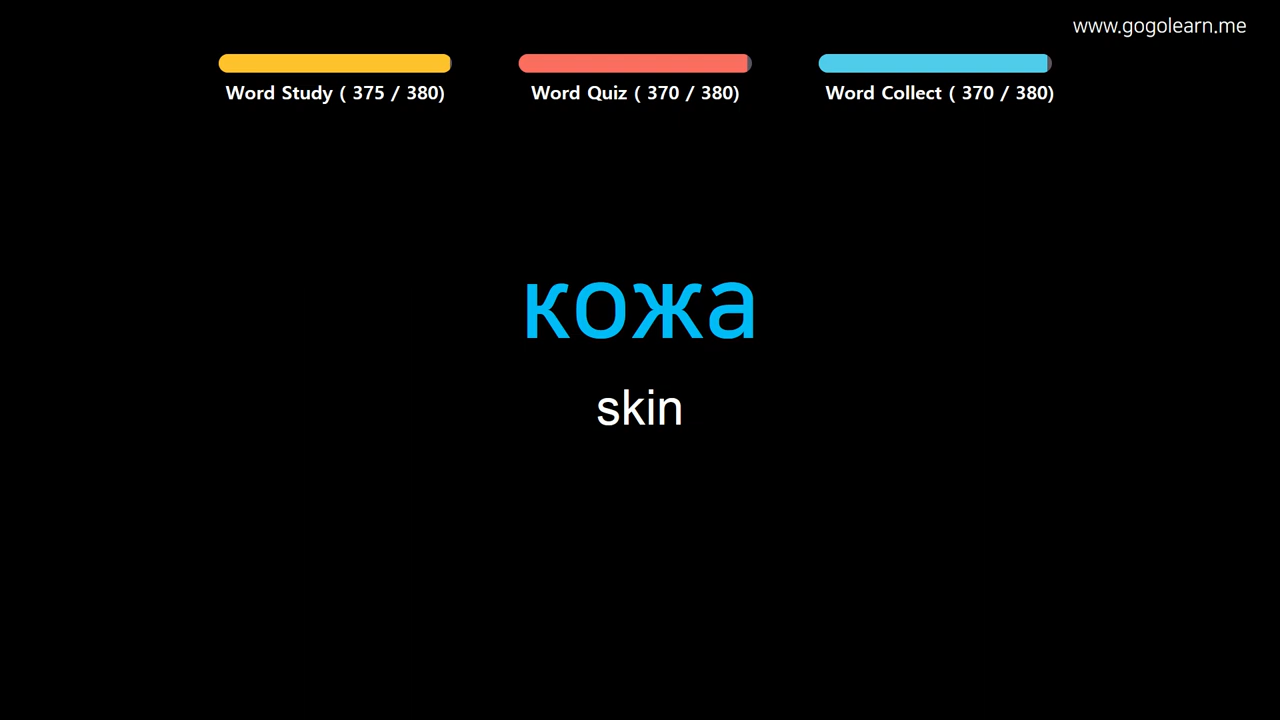 www.gogolearn.me
Word Study ( 375 / 380)
Word Quiz ( 370 / 380)
Word Collect ( 370 / 380)
кожа
skin